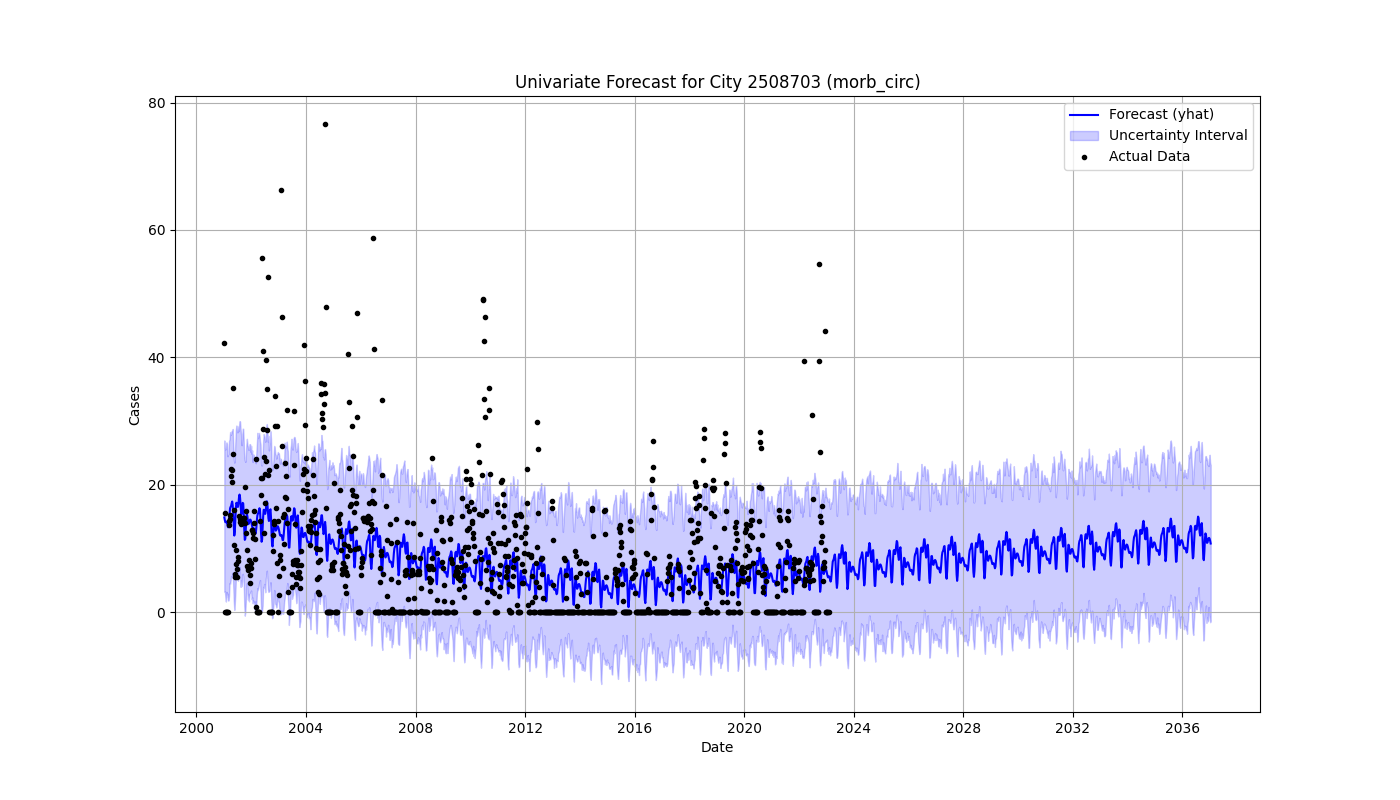 Univariate Forecast for City 2508703 (morb_circ)
Forecast (yhat)
Uncertainty Interval
Actual Data
80
60
40
20
0
Cases
2000 2004 2008 2012 2016 2020 2024 2028 2032 2036
Date